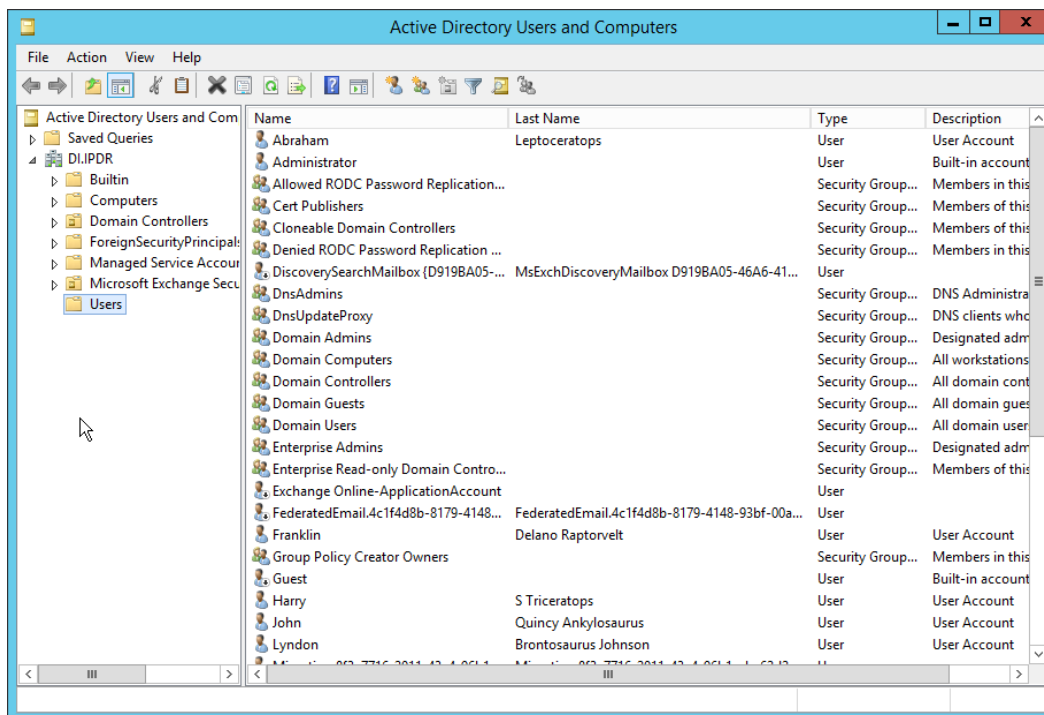 Active Directory Users and Computers
File Action View Help
Active Directory Users and Com
Saved Queries
DI.IPDR
Builtin
Computers
Domain Controllers
ForeignSecurityPrincipals
Managed Service Accour
Microsoft Exchange Secu
Users
Name Last Name Type Description
Abraham Leptoceratops User User Account
Administrator User Built-in account
Allowed RODC Password Replication... Security Group... Members in this
Cert Publishers Security Group... Members of this
Cloneable Domain Controllers Security Group... Members of this
Denied RODC Password Replication ... Security Group... Members in this
DiscoverySearchMailbox {D919BA05-... MsExchDiscoveryMailbox D919BA05-46A6-41... User
DnsAdmins Security Group... DNS Administra
DnsUpdateProxy Security Group... DNS clients who
Domain Admins Security Group... Designated adm
Domain Computers Security Group... All workstations
Domain Controllers Security Group... All domain cont
Domain Guests Security Group... All domain gues
Domain Users Security Group... All domain user
Enterprise Admins Security Group... Designated adm
Enterprise Read-only Domain Contro... Security Group... Members of this
Exchange Online-ApplicationAccount User
FederatedEmail.4c1f4d8b-8179-4148... FederatedEmail.4c1f4d8b-8179-4148-93bf-00a... User
Franklin Delano Raptorvelt User User Account
Group Policy Creator Owners Security Group... Members in this
Guest User Built-in account
Harry S Triceratops User User Account
John Quincy Ankylosaurus User User Account
Lyndon Brontosaurus Johnson User User Account